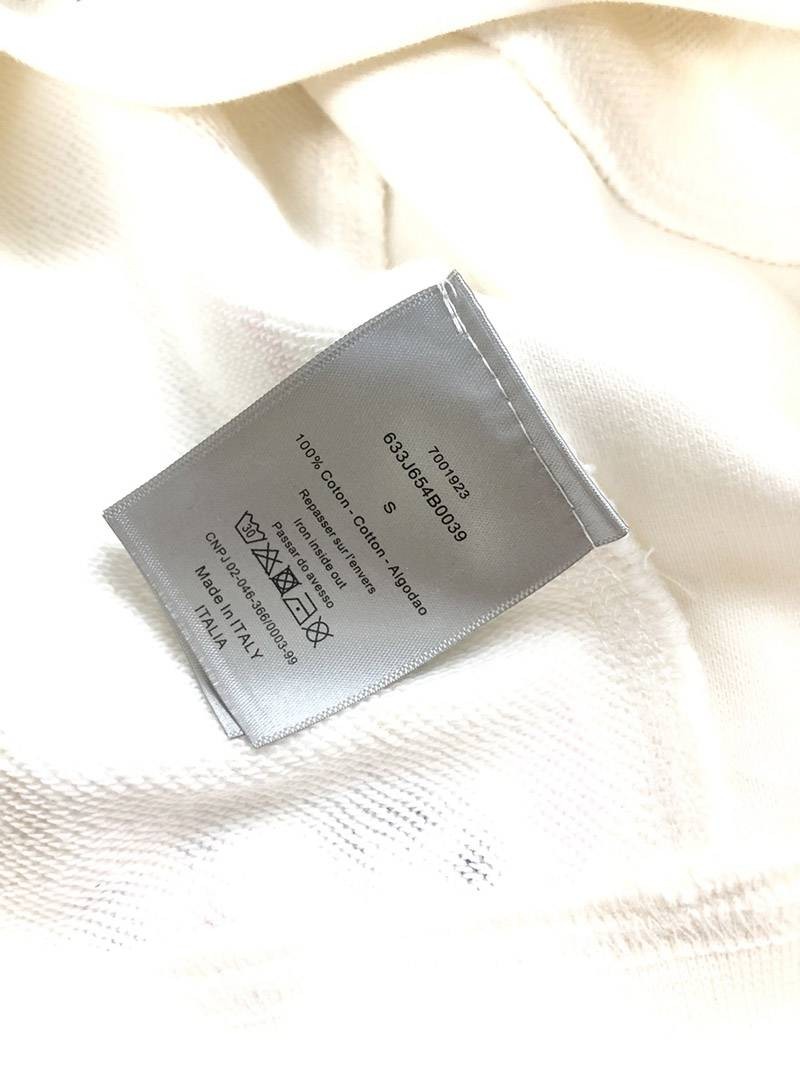 7001923
633J654B0039
S
100% Coton - Cotton - Algodao
Repasser sur l'envers
Iron inside out
Passar do avesso
30
CNPJ 02-046-366/0003-99
Made In ITALY
ITALIA